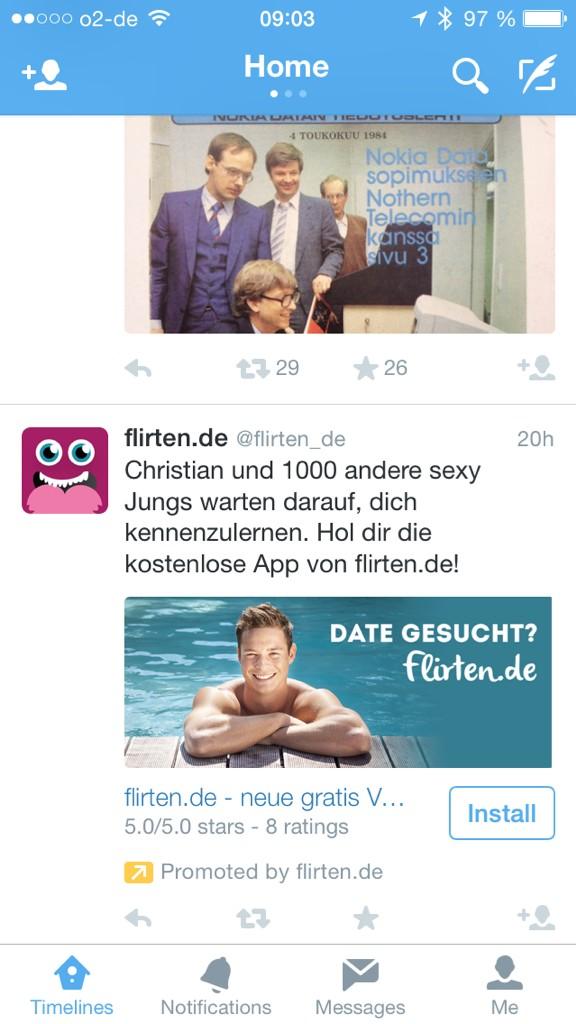 o2-de 09:03 97 %
Home
NOKIA DATAN TIEDOTUSLEHTI
4 TOUKOKUU 1984
Nokia Data
sopimukseen
Nothern
Telecomin
kanssa
sivu 3
29 26
flirten.de @flirten_de 20h
Christian und 1000 andere sexy
Jungs warten darauf, dich
kennenzulernen. Hol dir die
kostenlose App von flirten.de!
DATE GESUCHT?
Flirten.de
flirten.de - neue gratis V…
5.0/5.0 stars - 8 ratings
Install
Promoted by flirten.de
Timelines Notifications Messages Me